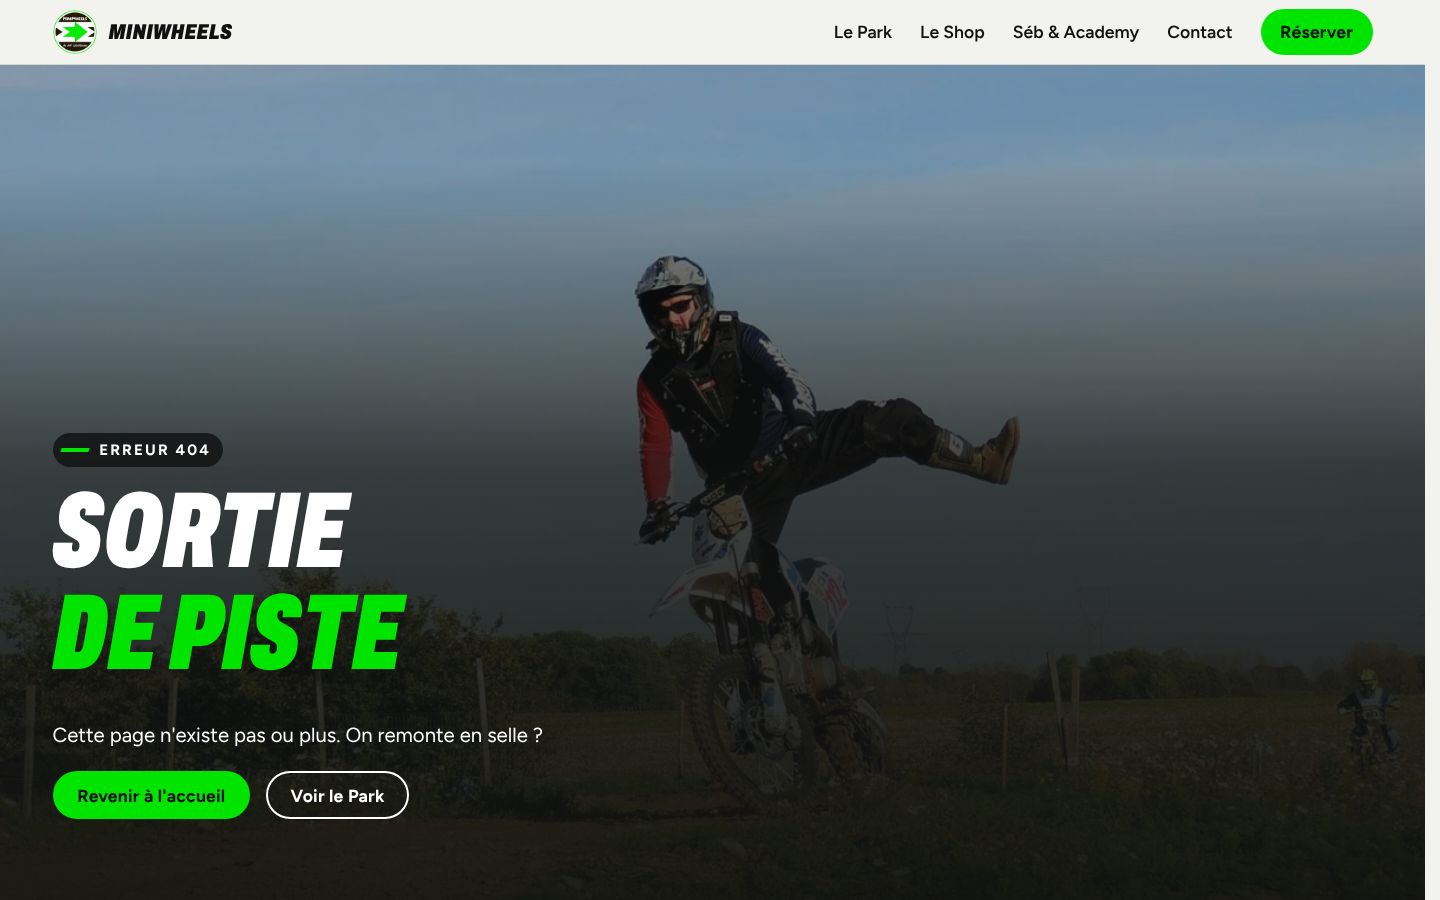 MINIWHEELS
Le Park
Le Shop
Séb & Academy
Contact
Réserver
ERREUR 404
SORTIE
DE PISTE
Cette page n'existe pas ou plus. On remonte en selle ?
Revenir à l'accueil
Voir le Park